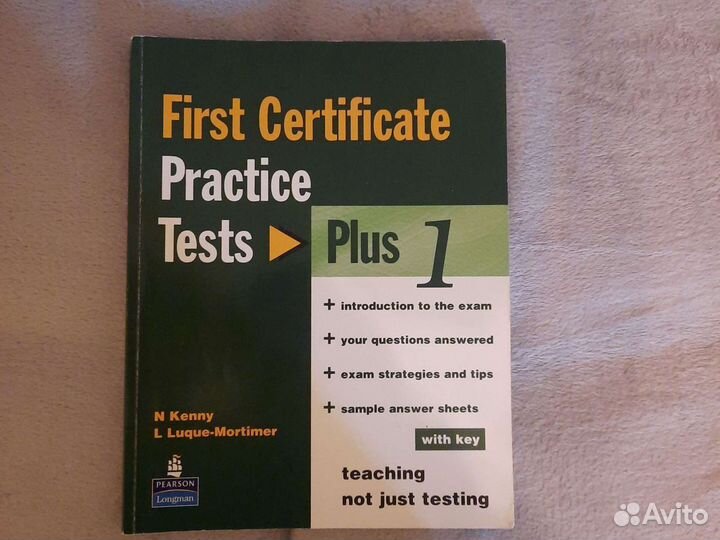 First Certificate
Practice
Tests
Plus 1
+ introduction to the exam
+ your questions answered
+ exam strategies and tips
+ sample answer sheets
with key
teaching
not just testing
N Kenny
L Luque-Mortimer
PEARSON
Longman
Avito